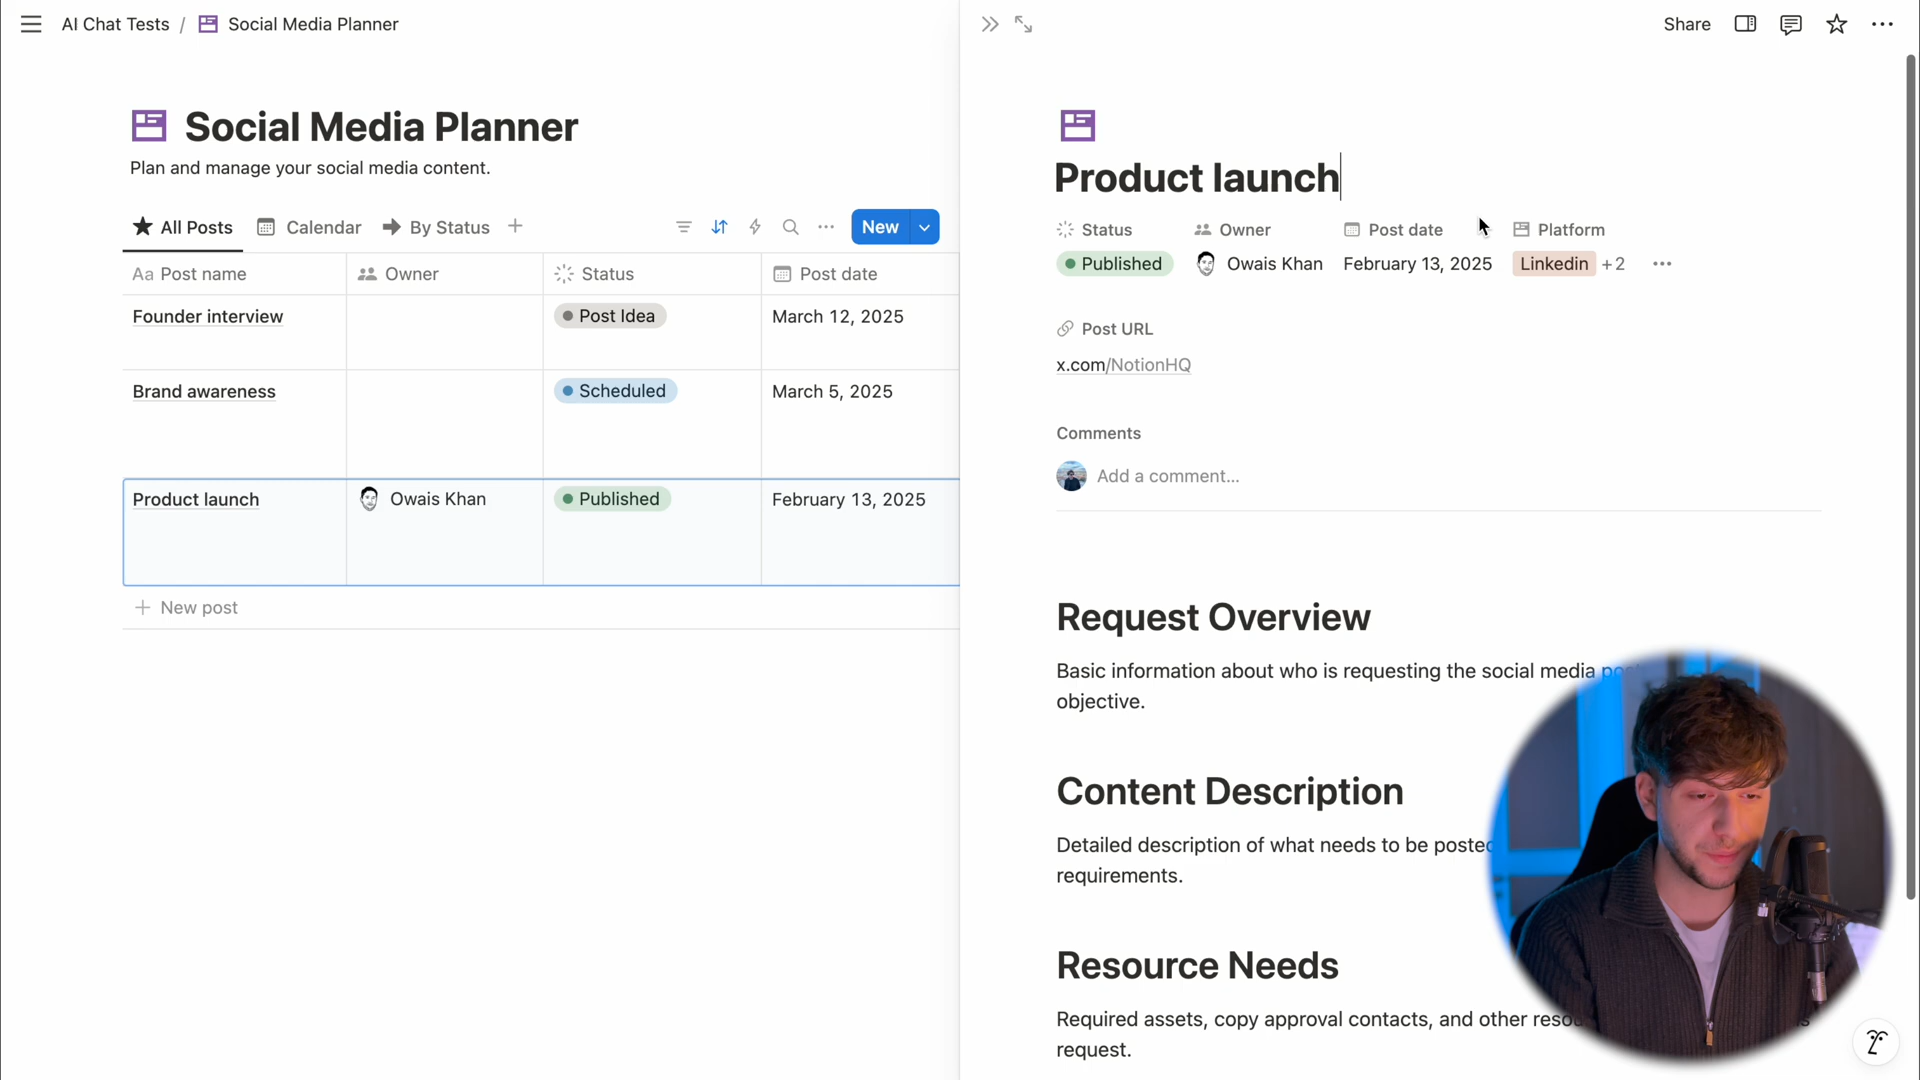 AI Chat Tests / Social Media Planner
Share
Social Media Planner
Plan and manage your social media content.
All Posts Calendar By Status New
Aa Post name Owner Status Post date
Founder interview Post Idea March 12, 2025
Brand awareness Scheduled March 5, 2025
Product launch Owais Khan Published February 13, 2025
New post
Product launch
Status Owner Post date Platform
Published Owais Khan February 13, 2025 Linkedin +2
Post URL
x.com/NotionHQ
Comments
Add a comment...
Request Overview
Basic information about who is requesting the social media
objective.
Content Description
Detailed description of what needs to be posted
requirements.
Resource Needs
Required assets, copy approval contacts, and other
request.